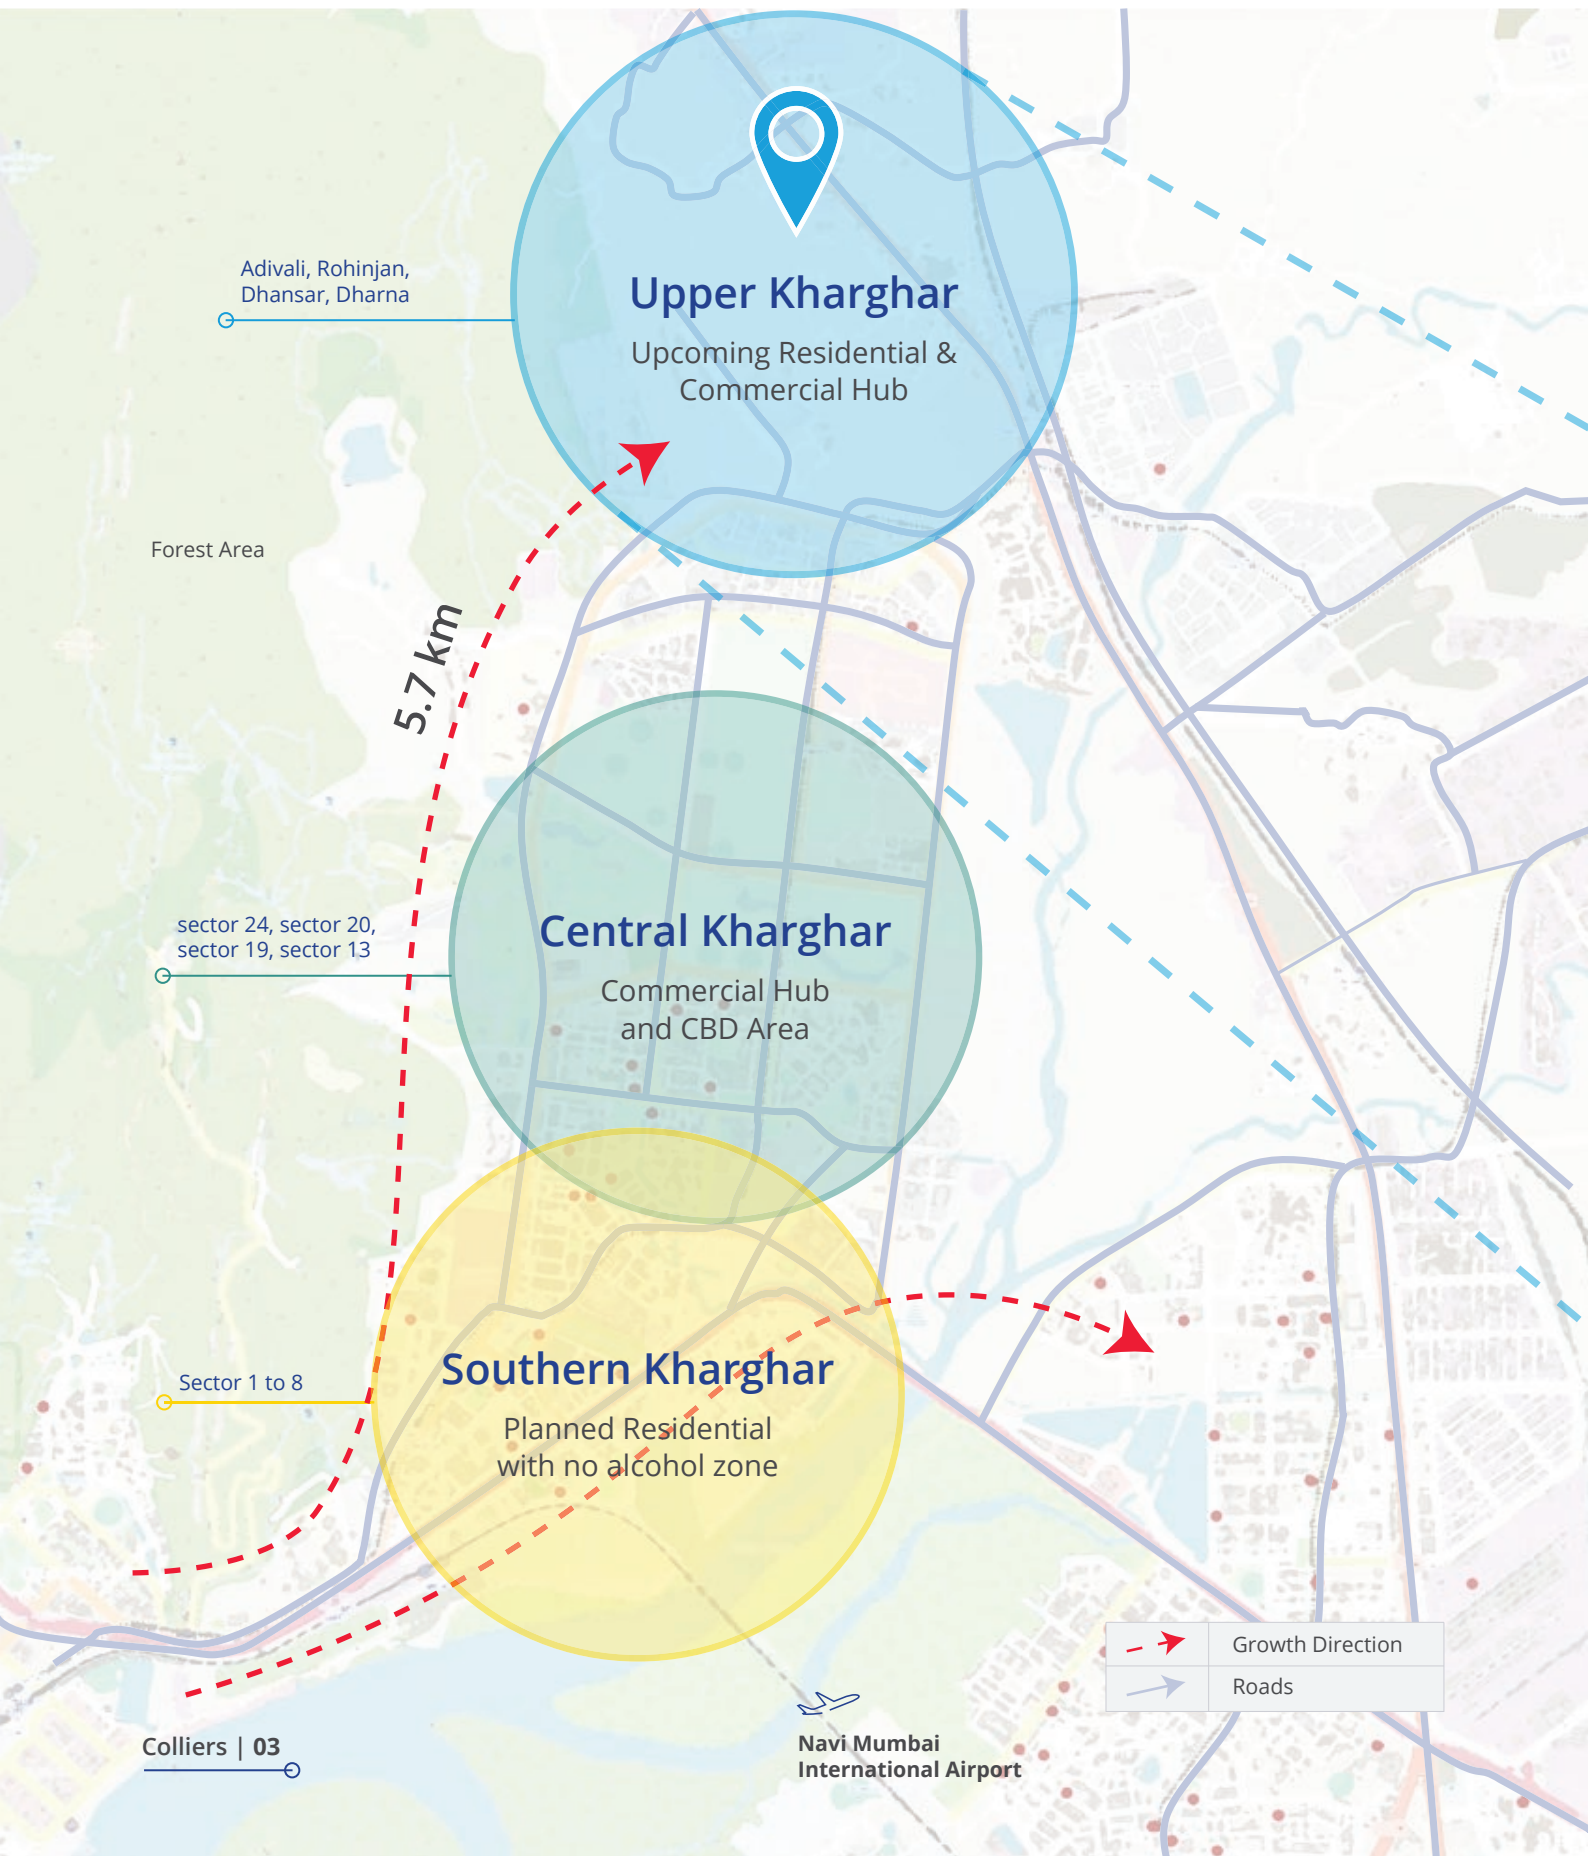 Adivali, Rohinjan,
Dhansar, Dharna
Upper Kharghar
Upcoming Residential &
Commercial Hub
Forest Area
5.7 km
sector 24, sector 20,
sector 19, sector 13
Central Kharghar
Commercial Hub
and CBD Area
Sector 1 to 8
Southern Kharghar
Planned Residential
with no alcohol zone
Growth Direction
Roads
Navi Mumbai
International Airport
Colliers | 03